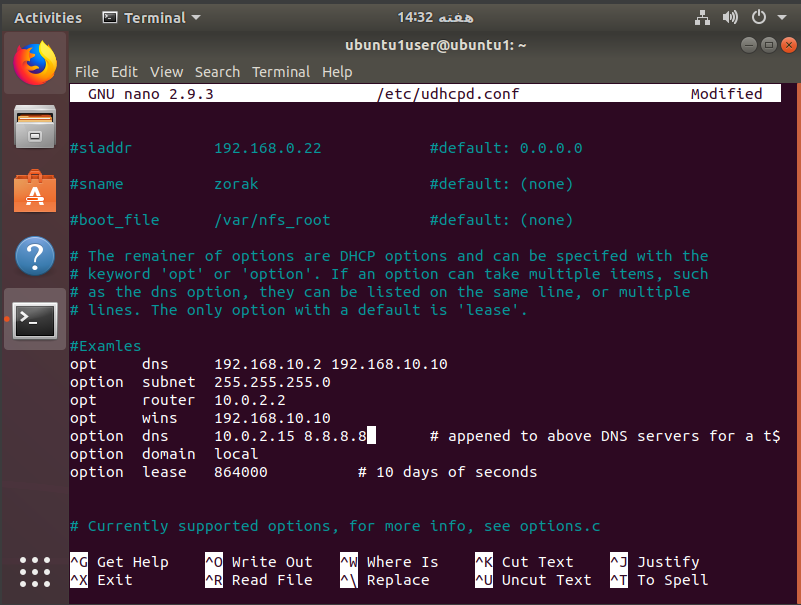 Activities Terminal 14:32 هفته
ubuntu1user@ubuntu1: ~
File Edit View Search Terminal Help
GNU nano 2.9.3 /etc/udhcpd.conf Modified
#siaddr 192.168.0.22 #default: 0.0.0.0
#sname zorak #default: (none)
#boot_file /var/nfs_root #default: (none)
# The remainer of options are DHCP options and can be specifed with the
# keyword 'opt' or 'option'. If an option can take multiple items, such
# as the dns option, they can be listed on the same line, or multiple
# lines. The only option with a default is 'lease'.
#Examles
opt dns 192.168.10.2 192.168.10.10
option subnet 255.255.255.0
opt router 10.0.2.2
opt wins 192.168.10.10
option dns 10.0.2.15 8.8.8.8 # appened to above DNS servers for a t$
option domain local
option lease 864000 # 10 days of seconds
# Currently supported options, for more info, see options.c
^G Get Help ^O Write Out ^W Where Is ^K Cut Text ^J Justify
^X Exit ^R Read File ^\ Replace ^U Uncut Text ^T To Spell